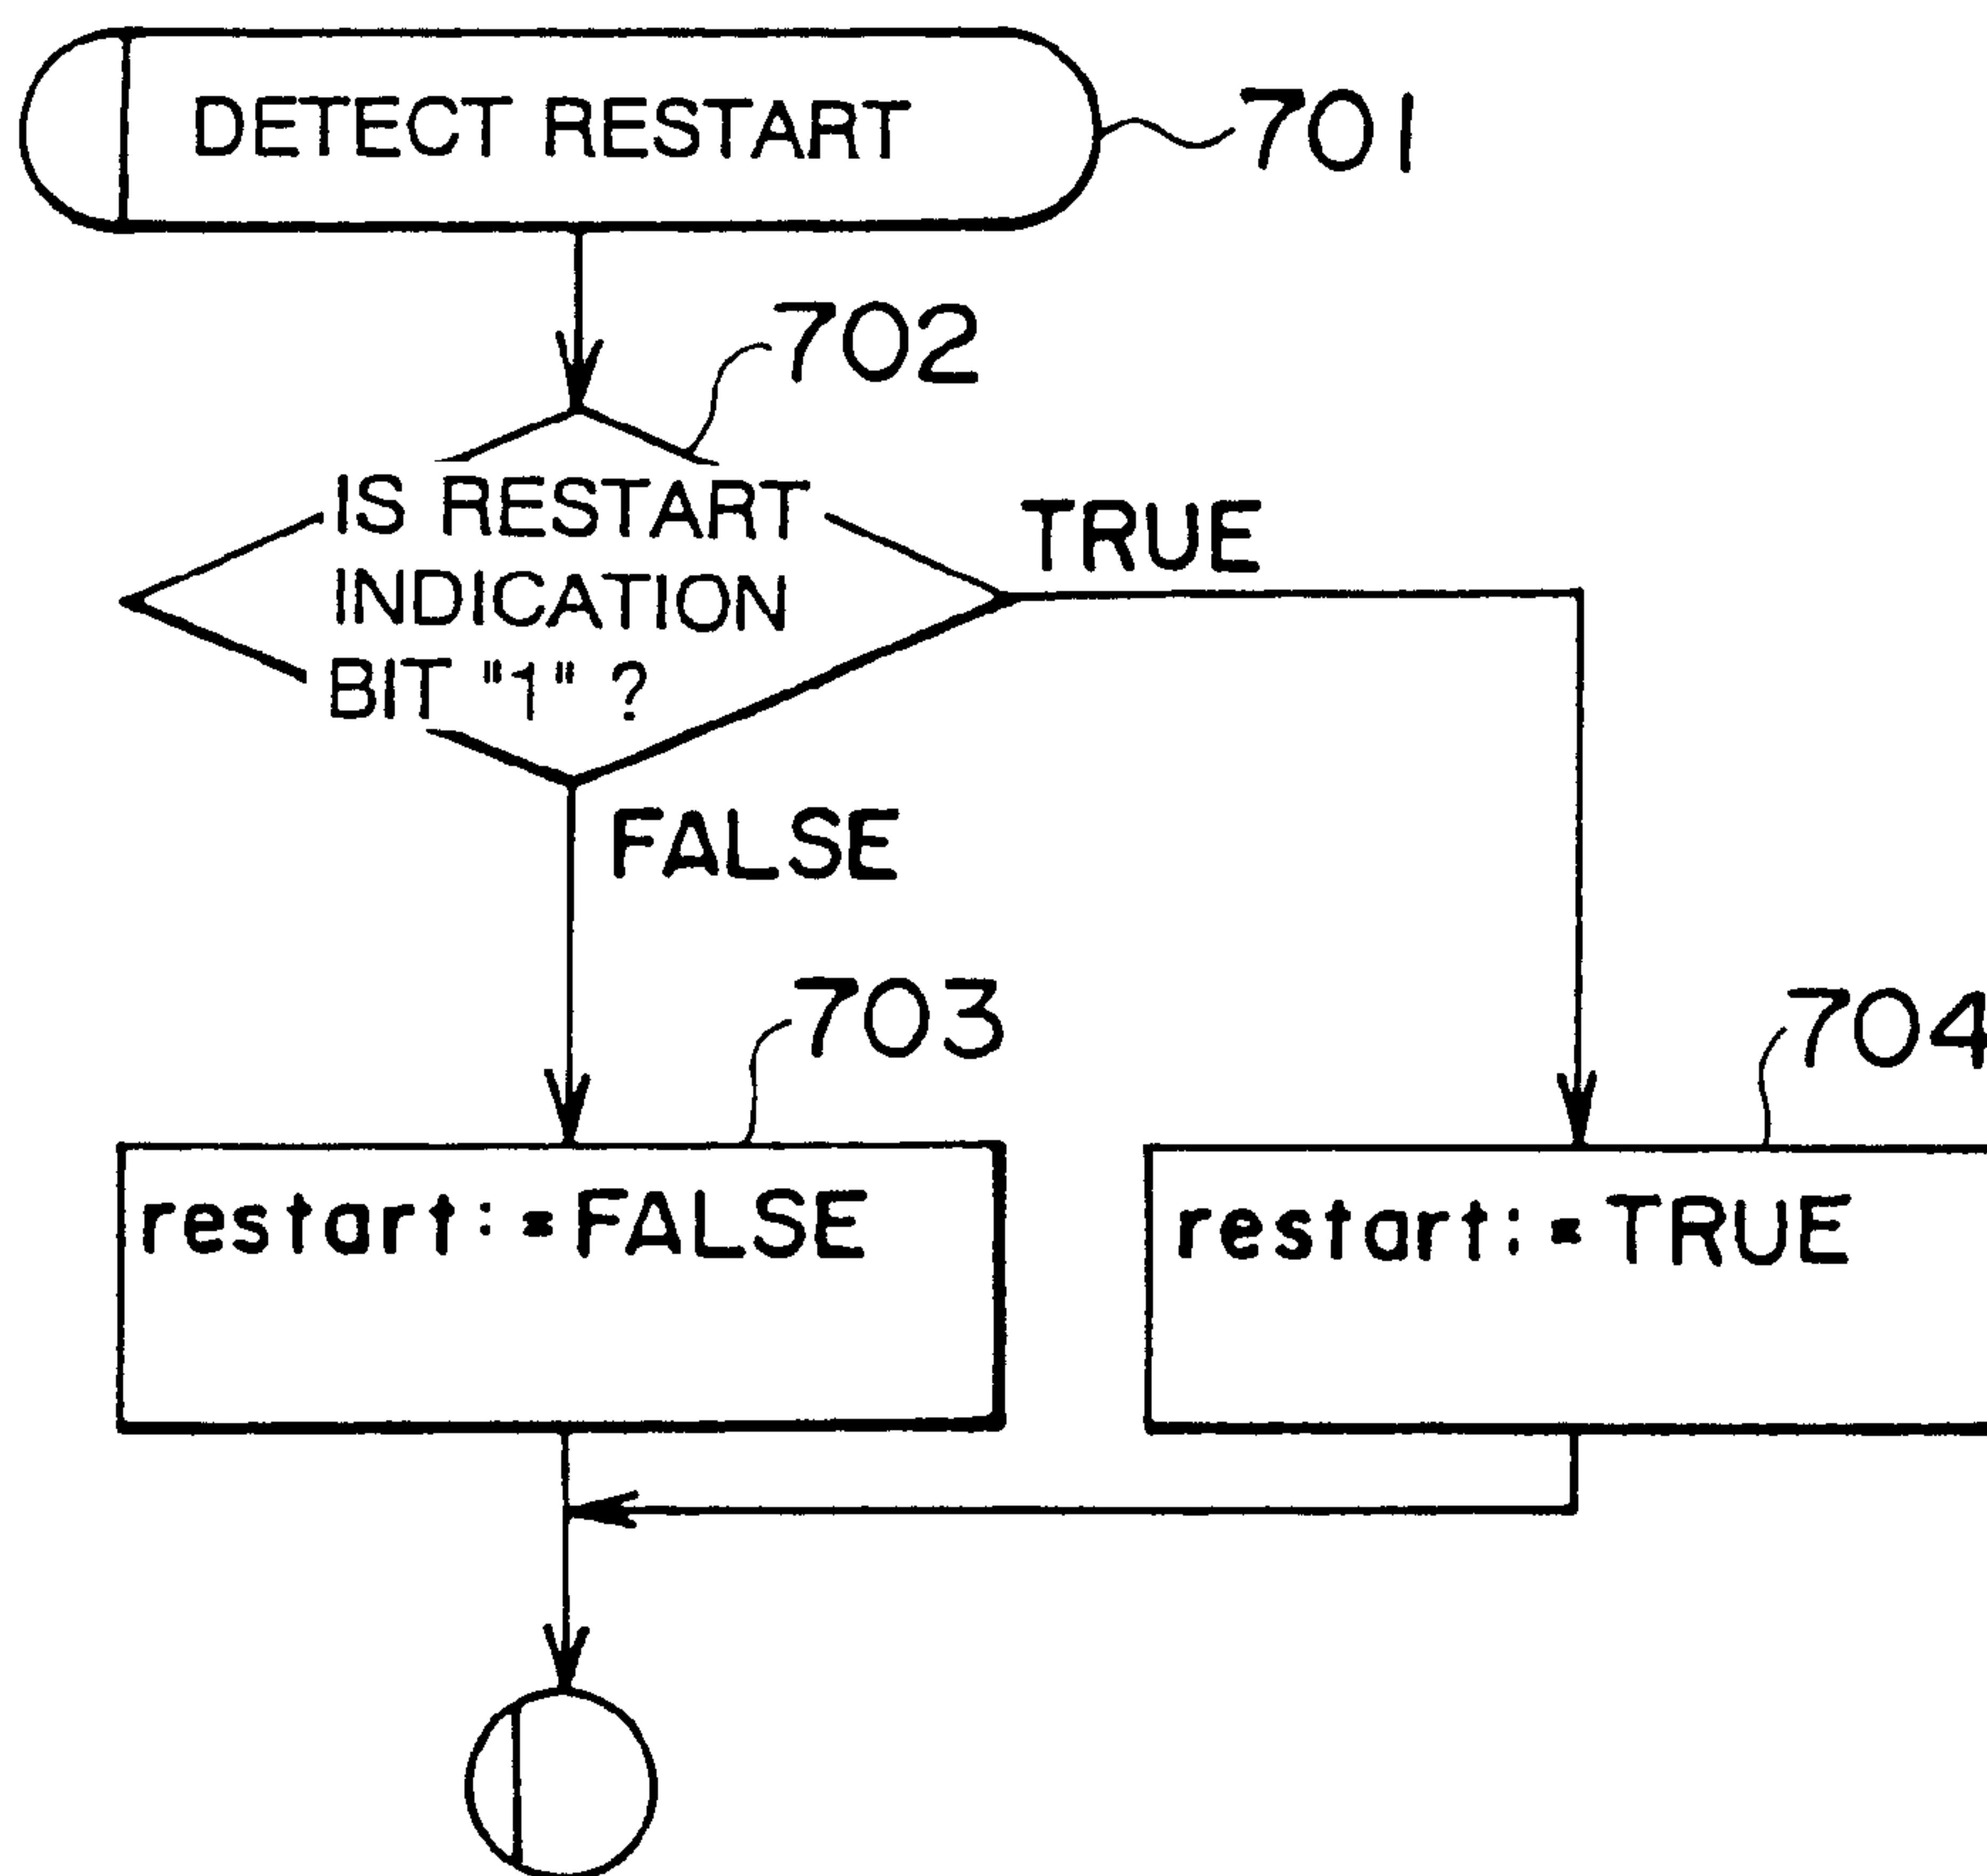 DETECT RESTART
701
702
IS RESTART
INDICATION
BIT "1" ?
TRUE
FALSE
703
704
restart:=FALSE
restart:=TRUE